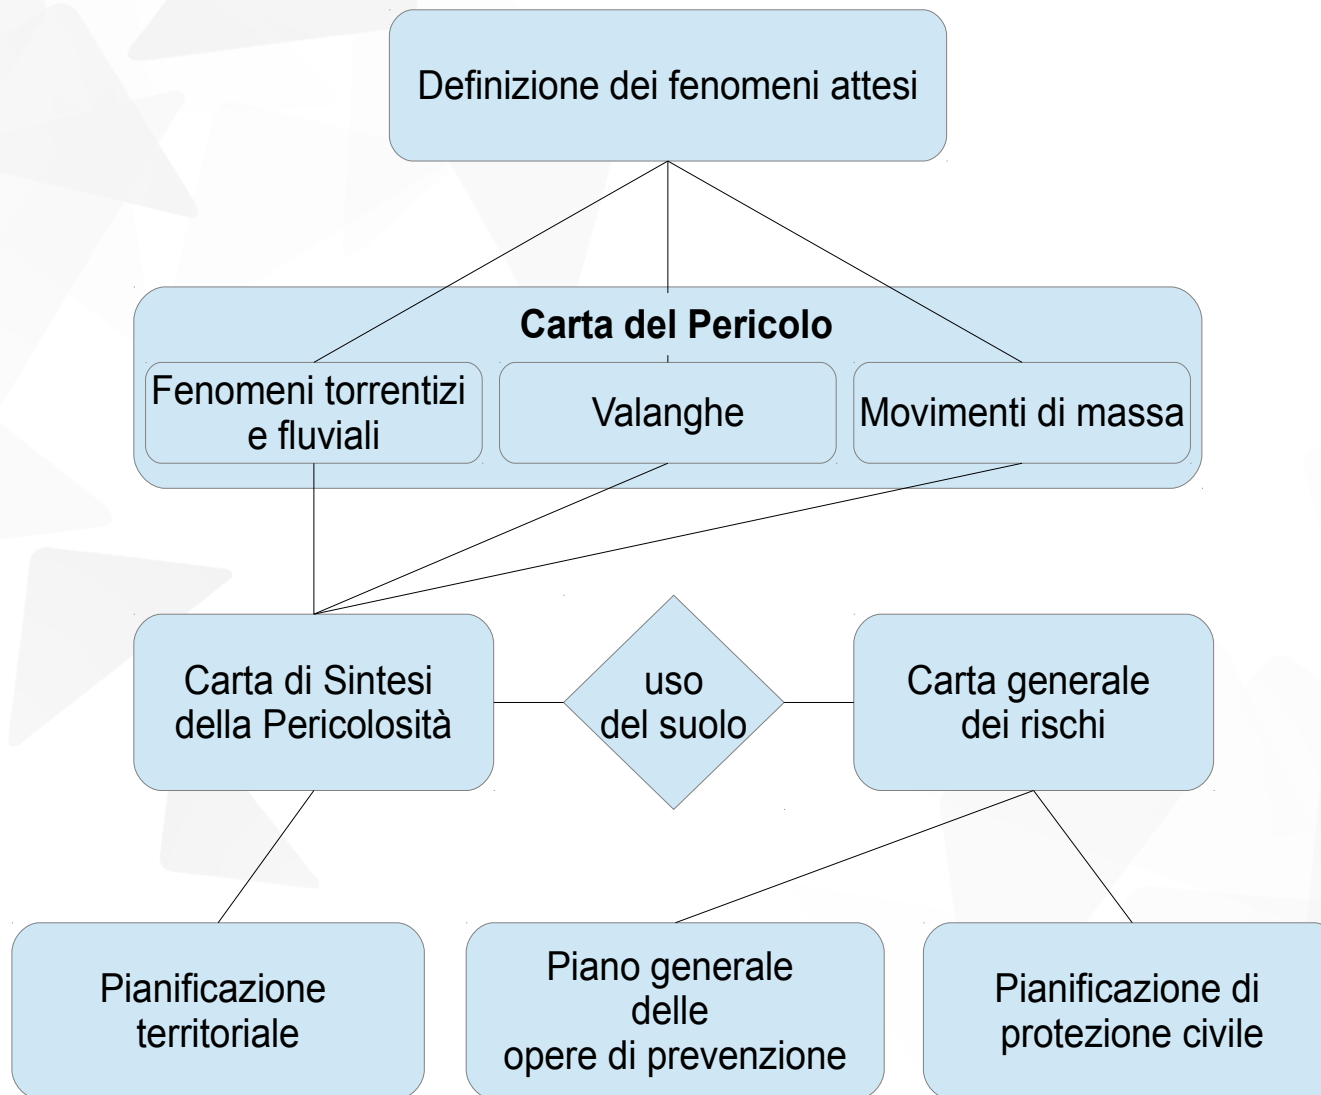 Definizione dei fenomeni attesi
Carta del Pericolo
Fenomeni torrentizi
e fluviali
Valanghe
Movimenti di massa
Carta di Sintesi
della Pericolosità
uso
del suolo
Carta generale
dei rischi
Pianificazione
territoriale
Piano generale
delle
opere di prevenzione
Pianificazione di
protezione civile